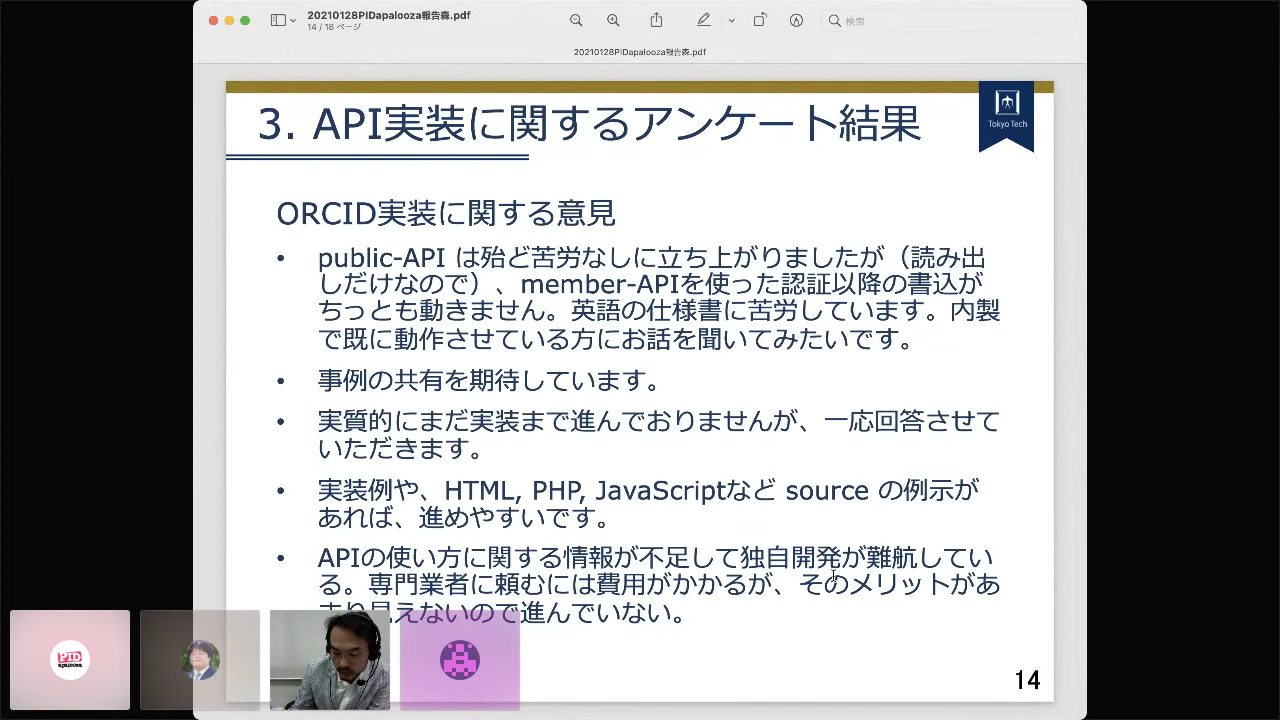 20210128PIDapalooza報告森.pdf
14 / 18 ページ
検索
20210128PIDapalooza報告森.pdf
3. API実装に関するアンケート結果
Tokyo Tech
ORCID実装に関する意見
• public-API は殆ど苦労なしに立ち上がりましたが（読み出
しだけなので）、member-APIを使った認証以降の書込が
ちっとも動きません。英語の仕様書に苦労しています。内製
で既に動作させている方にお話を聞いてみたいです。
• 事例の共有を期待しています。
• 実質的にまだ実装まで進んでおりませんが、一応回答させて
いただきます。
• 実装例や、HTML, PHP, JavaScriptなど source の例示が
あれば、進めやすいです。
• APIの使い方に関する情報が不足して独自開発が難航してい
る。専門業者に頼むには費用がかかるが、そのメリットがあ
まり見えないので進んでいない。
PID
apalooza
14